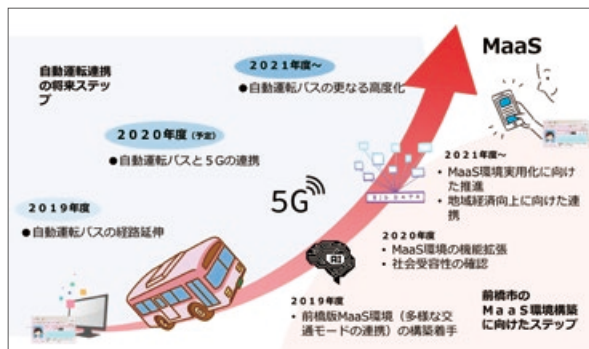 自動運転連携
の将来ステッ
プ
2021年度～
●自動運転バスの更なる高度化
2020年度(予定)
●自動運転バスと5Gの連携
2019年度
●自動運転バスの経路延伸
MaaS
5G
BIG DATA
AI
2021年度～
• MaaS環境実用化に向け
た推進
• 地域経済向上に向けた連
携
2020年度
• MaaS環境の機能拡張
• 社会受容性の確認
2019年度
• 前橋版MaaS環境（多様な交
通モードの連携）の構築着手
前橋市の
MaaS環境構築
に向けたステップ